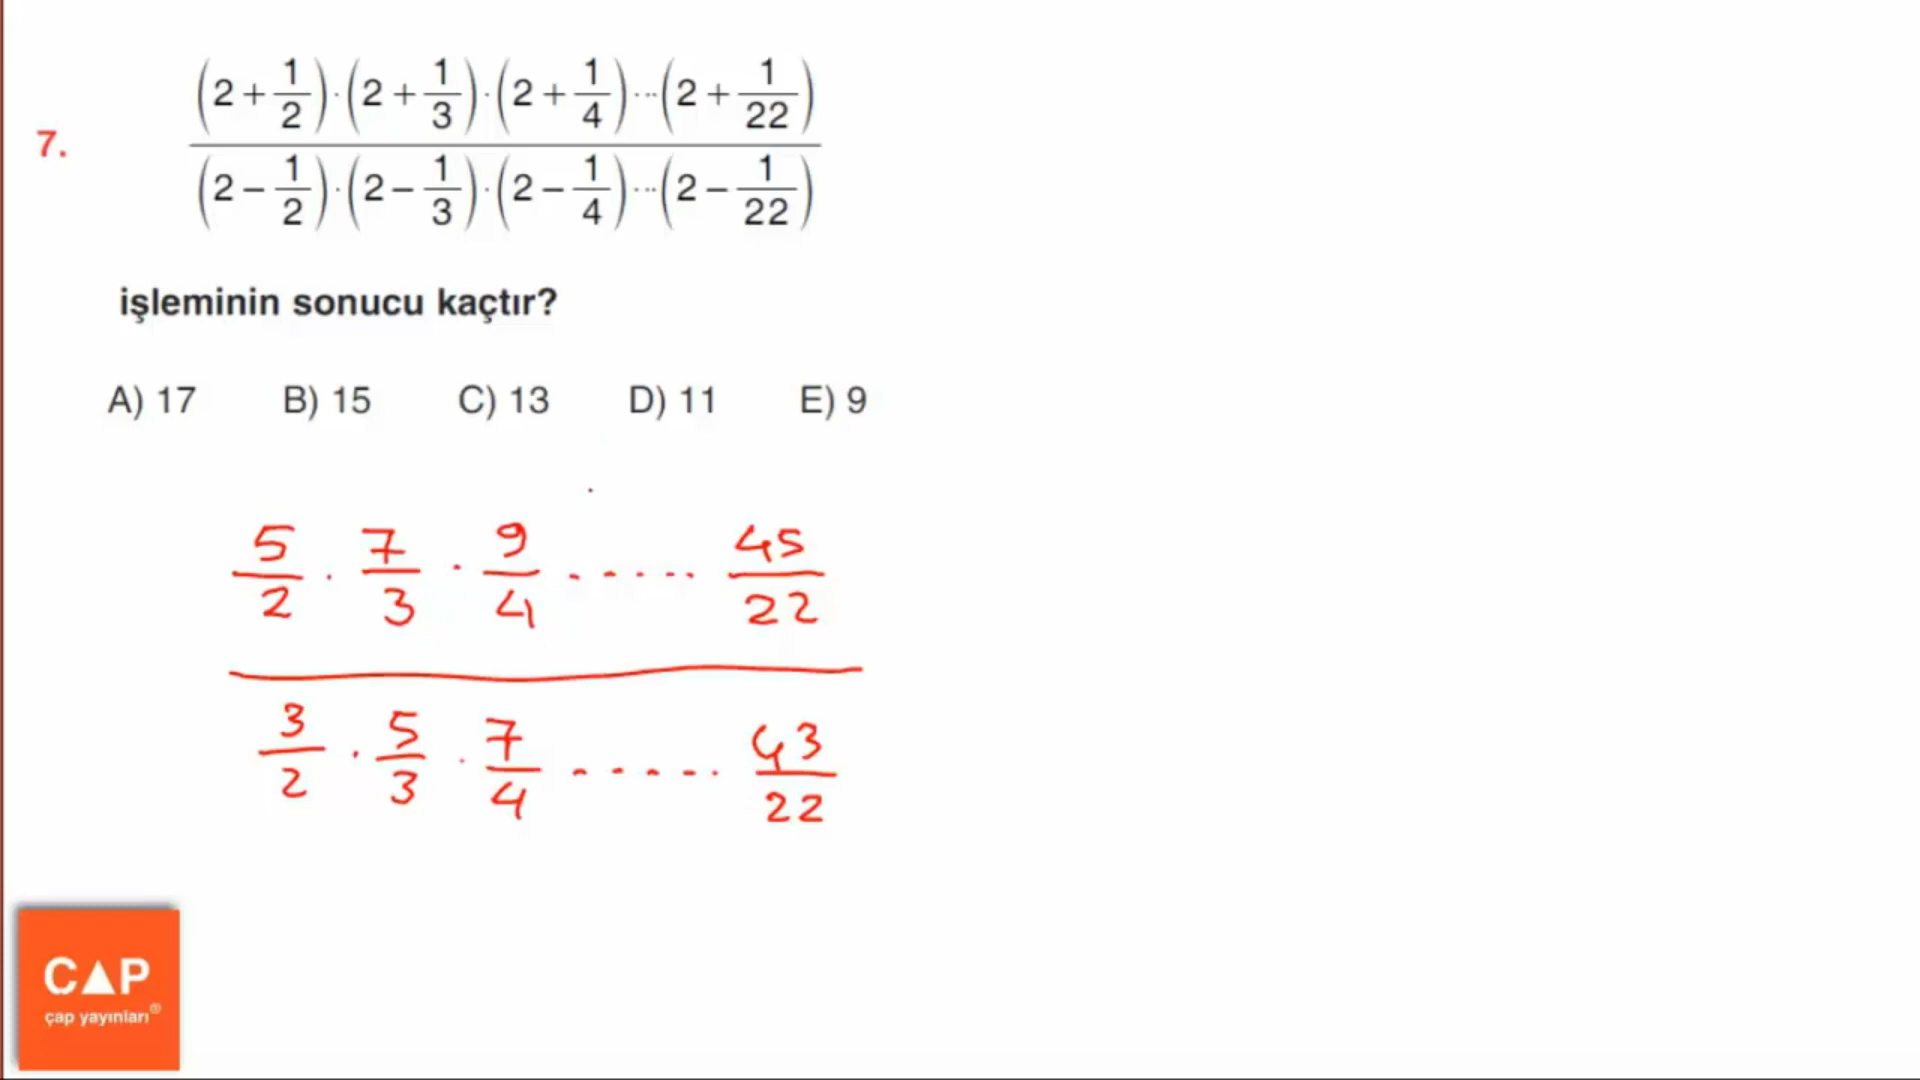 7. (2 + 1/2) · (2 + 1/3) · (2 + 1/4) ··· (2 + 1/22)
(2 − 1/2) · (2 − 1/3) · (2 − 1/4) ··· (2 − 1/22)
işleminin sonucu kaçtır?
A) 17 B) 15 C) 13 D) 11 E) 9
5/2 · 7/3 · 9/4 ...... 45/22
3/2 · 5/3 · 7/4 ...... 43/22
CAP
çap yayınları®